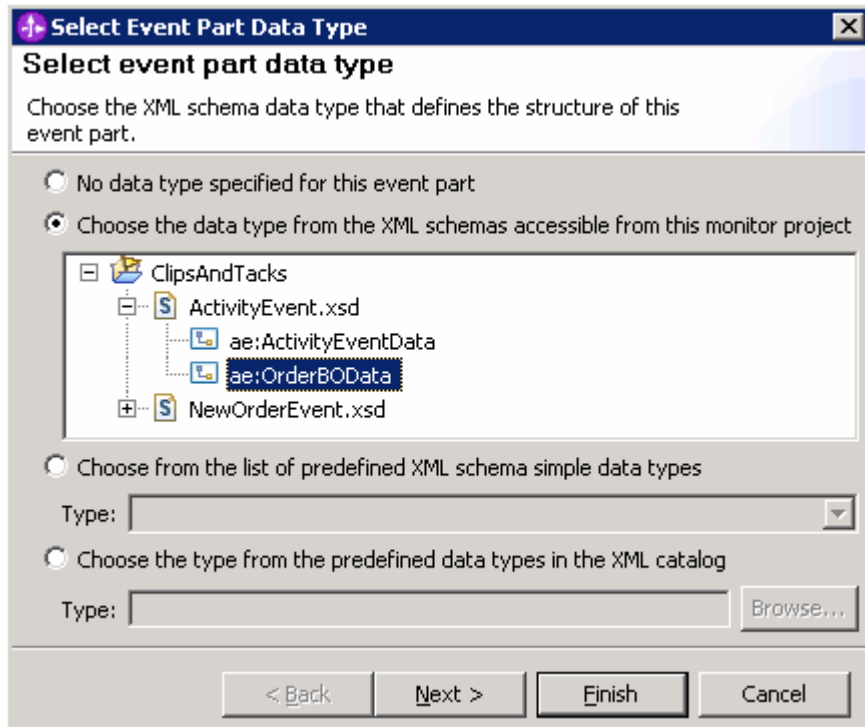 Select Event Part Data Type
Select event part data type
Choose the XML schema data type that defines the structure of this
event part.
No data type specified for this event part
Choose the data type from the XML schemas accessible from this monitor project
ClipsAndTacks
ActivityEvent.xsd
ae:ActivityEventData
ae:OrderBOData
NewOrderEvent.xsd
Choose from the list of predefined XML schema simple data types
Type:
Choose the type from the predefined data types in the XML catalog
Type: Browse...
< Back Next > Finish Cancel